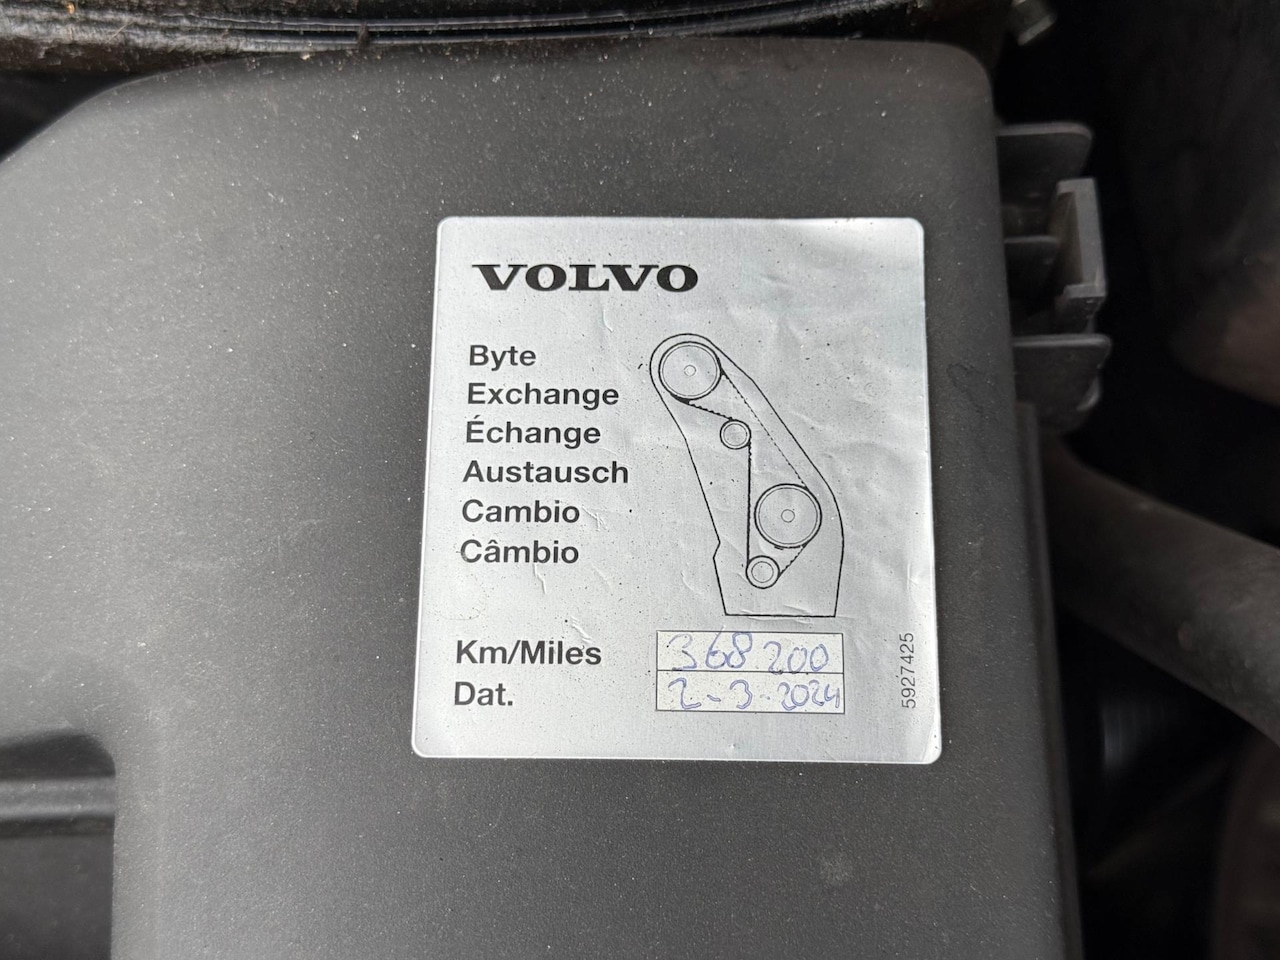 VOLVO
Byte
Exchange
Échange
Austausch
Cambio
Câmbio
Km/Miles 368 200
Dat. 2-3-2024
5927425